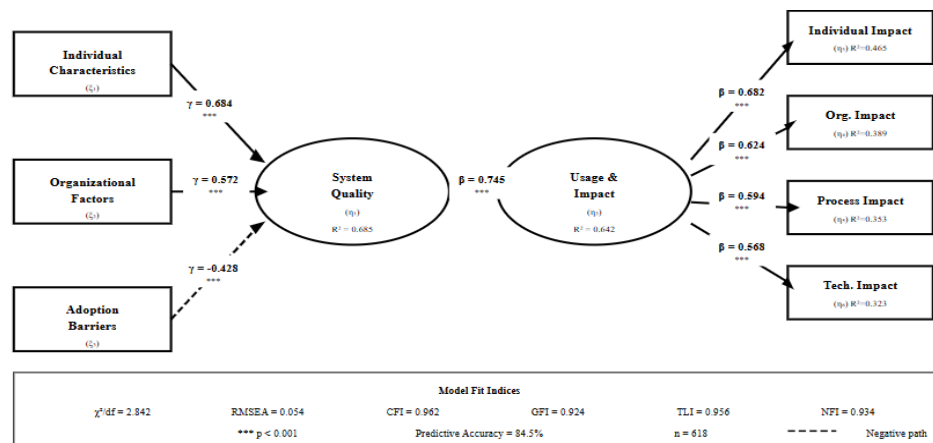 Individual
Characteristics
(ξ₁)
γ = 0.684
***
Organizational
Factors
(ξ₂)
γ = 0.572
***
Adoption
Barriers
(ξ₃)
γ = -0.428
***
System
Quality
(η₁)
R² = 0.685
β = 0.745
***
Usage &
Impact
(η₂)
R² = 0.642
β = 0.682
***
Individual Impact
(η₃) R²=0.465
β = 0.624
***
Org. Impact
(η₄) R²=0.389
β = 0.594
***
Process Impact
(η₅) R²=0.353
β = 0.568
***
Tech. Impact
(η₆) R²=0.323
Model Fit Indices
χ²/df = 2.842 RMSEA = 0.054 CFI = 0.962 GFI = 0.924 TLI = 0.956 NFI = 0.934
*** p < 0.001 Predictive Accuracy = 84.5% n = 618 Negative path